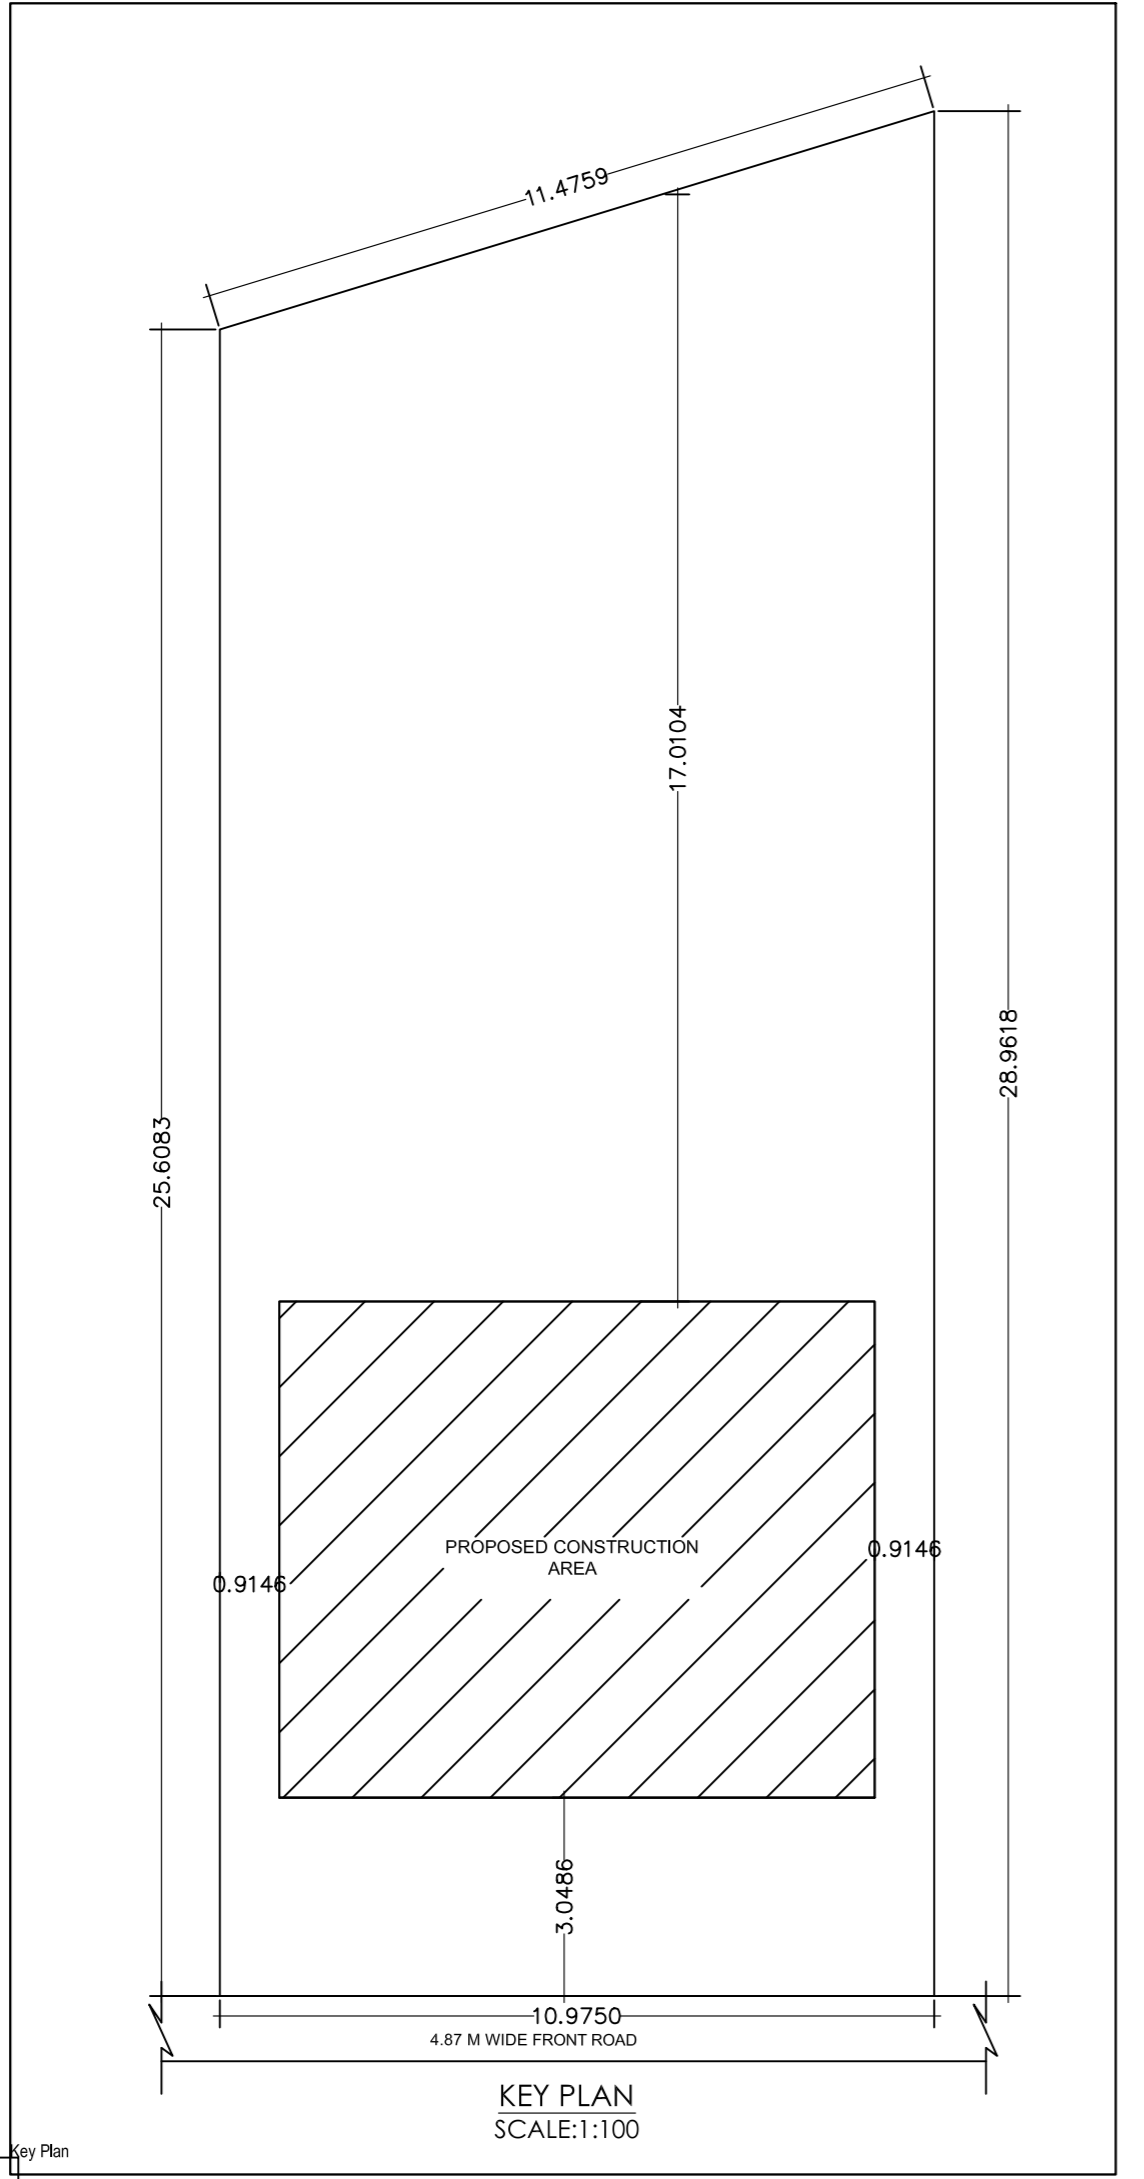 11.4759
17.0104
28.9618
25.6083
PROPOSED CONSTRUCTION
AREA
0.9146
0.9146
3.0486
10.9750
4.87 M WIDE FRONT ROAD
KEY PLAN
SCALE:1:100
Key Plan